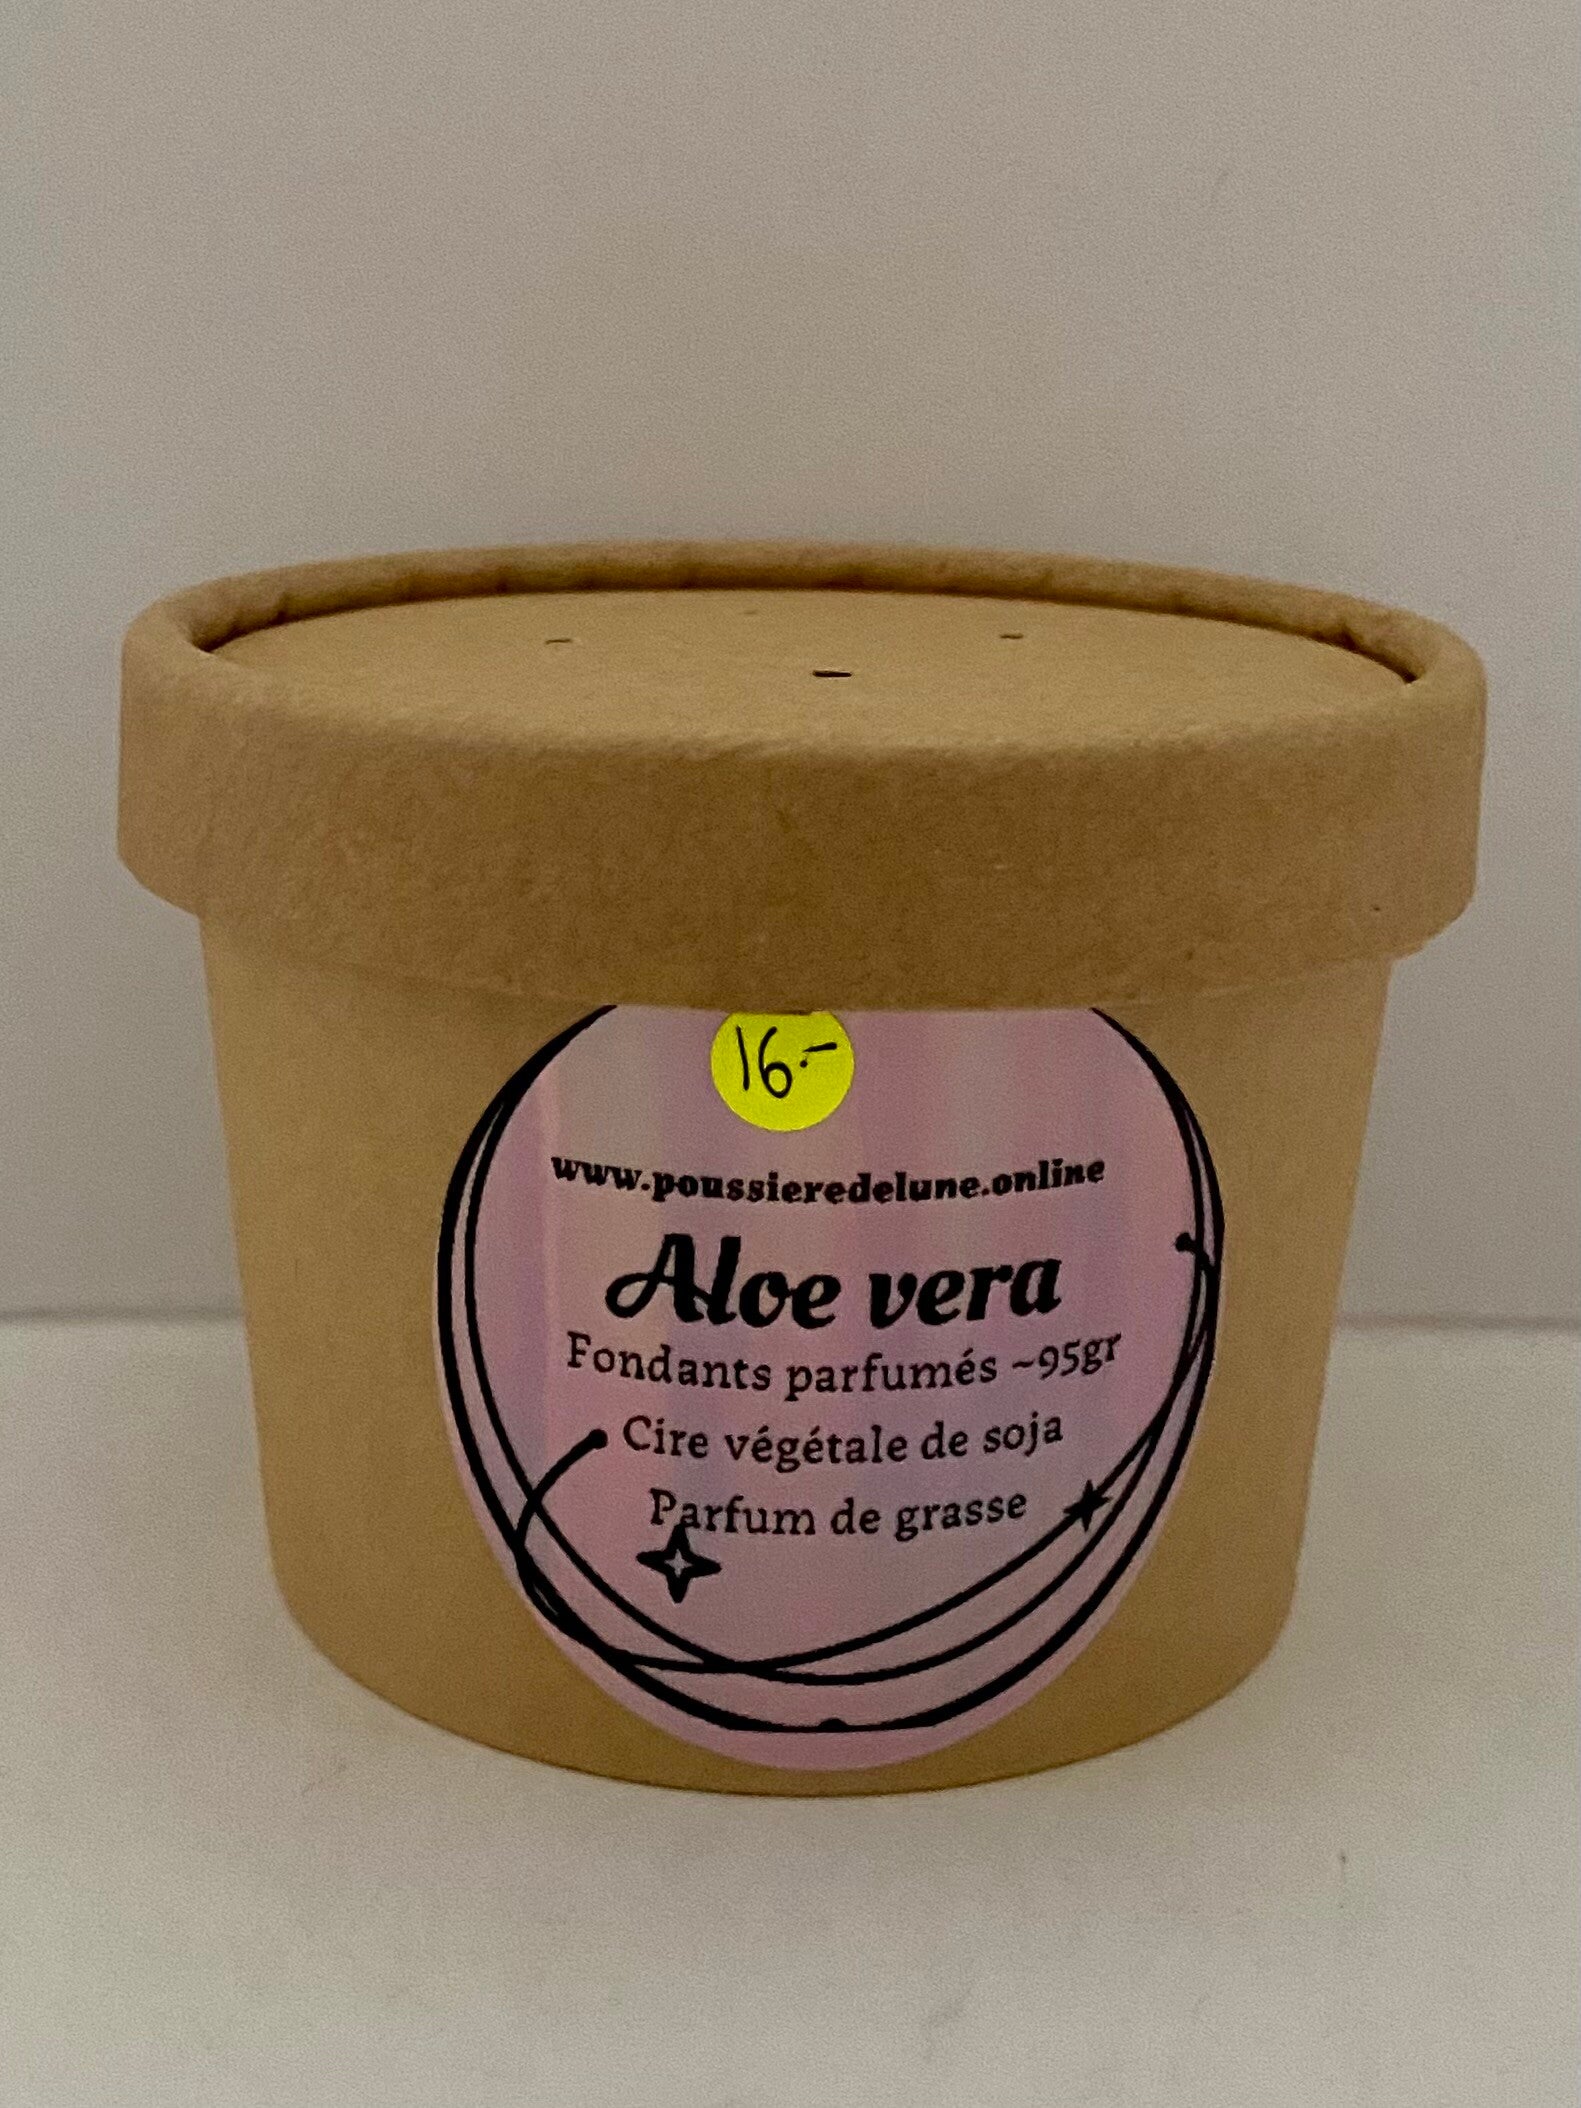 16.-
www.poussieredelune.online
Aloe vera
Fondants parfumés ~95gr
Cire végétale de soja
Parfum de grasse